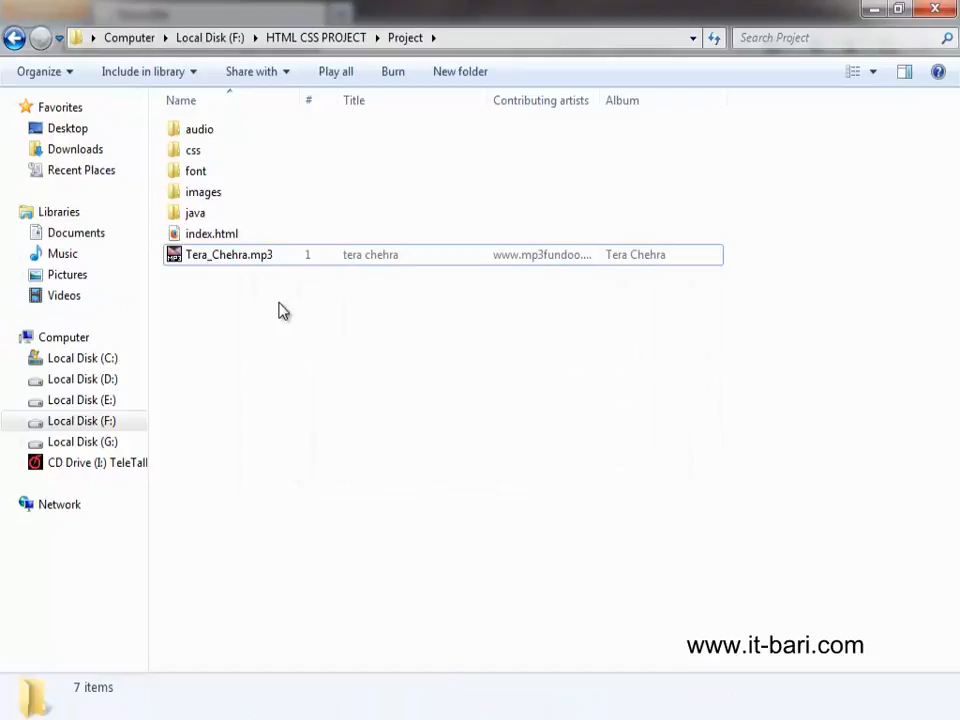 Computer Local Disk (F:) HTML CSS PROJECT Project Search Project
Organize Include in library Share with Play all Burn New folder
Name # Title Contributing artists Album
Favorites
Desktop
Downloads
Recent Places
Libraries
Documents
Music
Pictures
Videos
Computer
Local Disk (C:)
Local Disk (D:)
Local Disk (E:)
Local Disk (F:)
Local Disk (G:)
CD Drive (I:) TeleTall
Network
audio
css
font
images
java
index.html
MP3 Tera_Chehra.mp3 1 tera chehra www.mp3fundoo.... Tera Chehra
www.it-bari.com
7 items